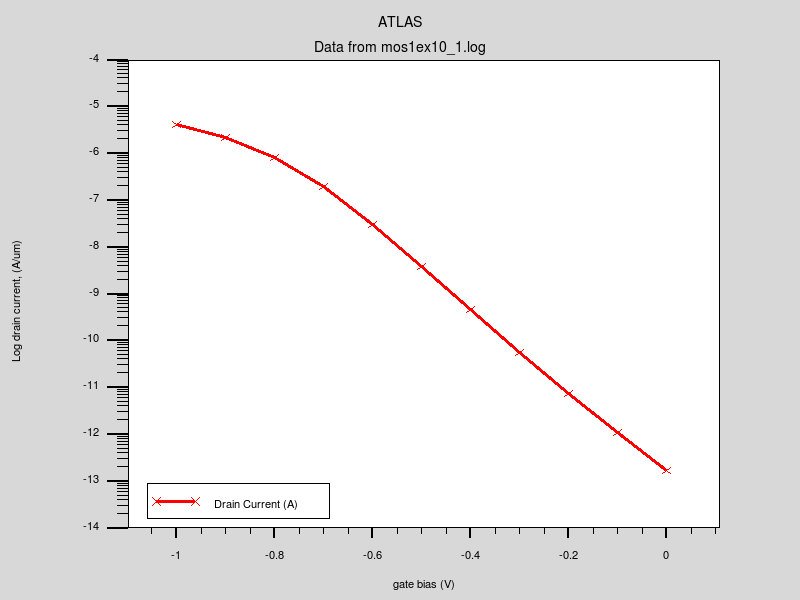 ATLAS
Data from mos1ex10_1.log
Log drain current, (A/um)
-4
-5
-6
-7
-8
-9
-10
-11
-12
-13
-14
Drain Current (A)
-1 -0.8 -0.6 -0.4 -0.2 0
gate bias (V)